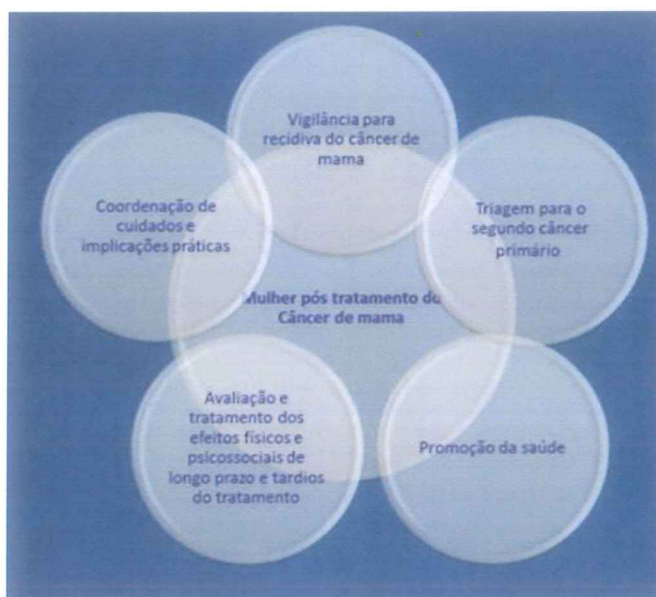 Vigilância para
recidiva do câncer de
mama
Coordenação de
cuidados e
implicações práticas
Triagem para o
segundo câncer
primário
Mulher pós tratamento do
Câncer de mama
Avaliação e
tratamento dos
efeitos físicos e
psicossociais de
longo prazo e tardios
do tratamento
Promoção da saúde